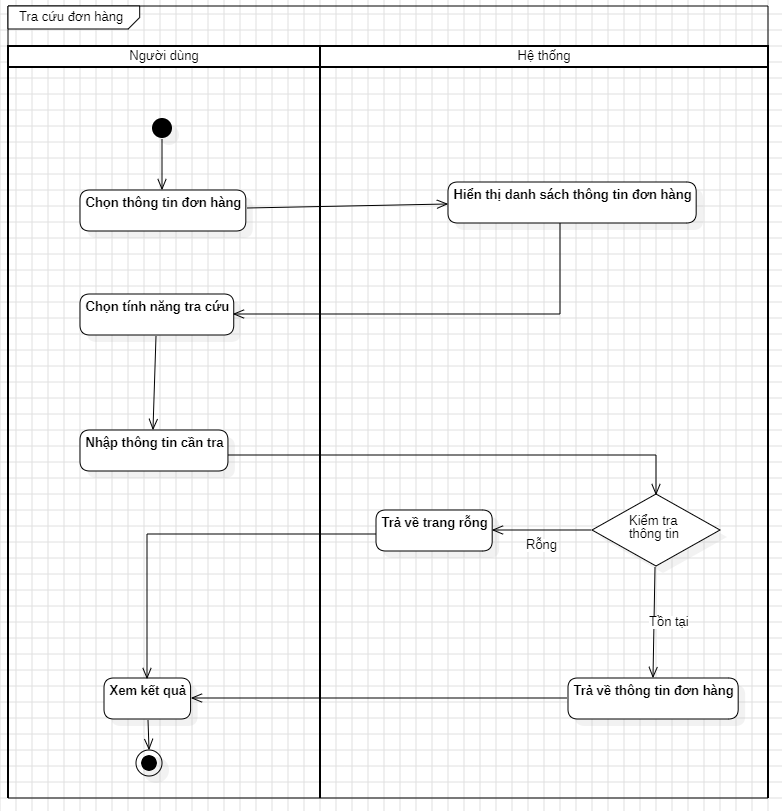 Tra cứu đơn hàng
Người dùng
Hệ thống
Chọn thông tin đơn hàng
Hiển thị danh sách thông tin đơn hàng
Chọn tính năng tra cứu
Nhập thông tin cần tra
Kiểm tra
thông tin
Trả về trang rỗng
Rỗng
Tồn tại
Xem kết quả
Trả về thông tin đơn hàng